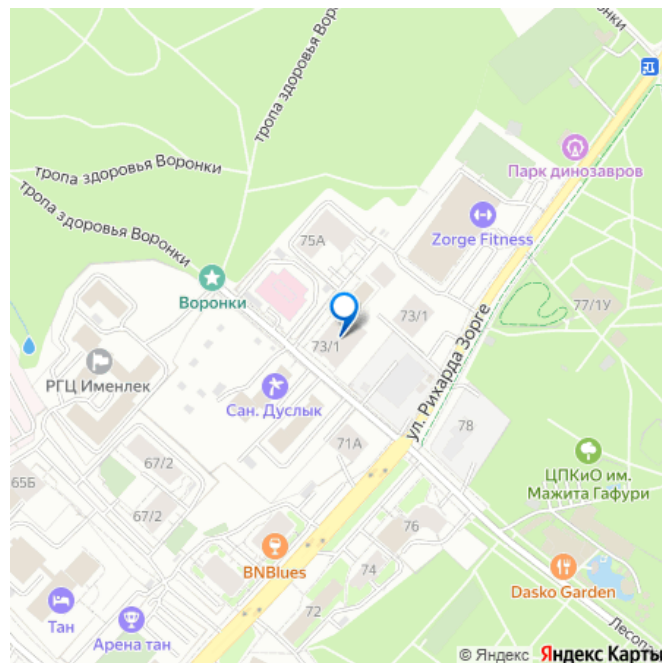 Воронки
тропа здоровья Воронки
тропа здоровья Воронки
тропа здоровья Воронки
Парк динозавров
Zorge Fitness
75А
Воронки
73/1
73/1
77/1У
ул. Рихарда Зорге
РГЦ Именлек
Сан. Дуслык
71А
78
67/2
65Б
67/2
ЦПКиО им.
Мажита Гафури
76
BNBlues
74
Dasko Garden
72
Тан
Арена тан
© Яндекс Яндекс Карты